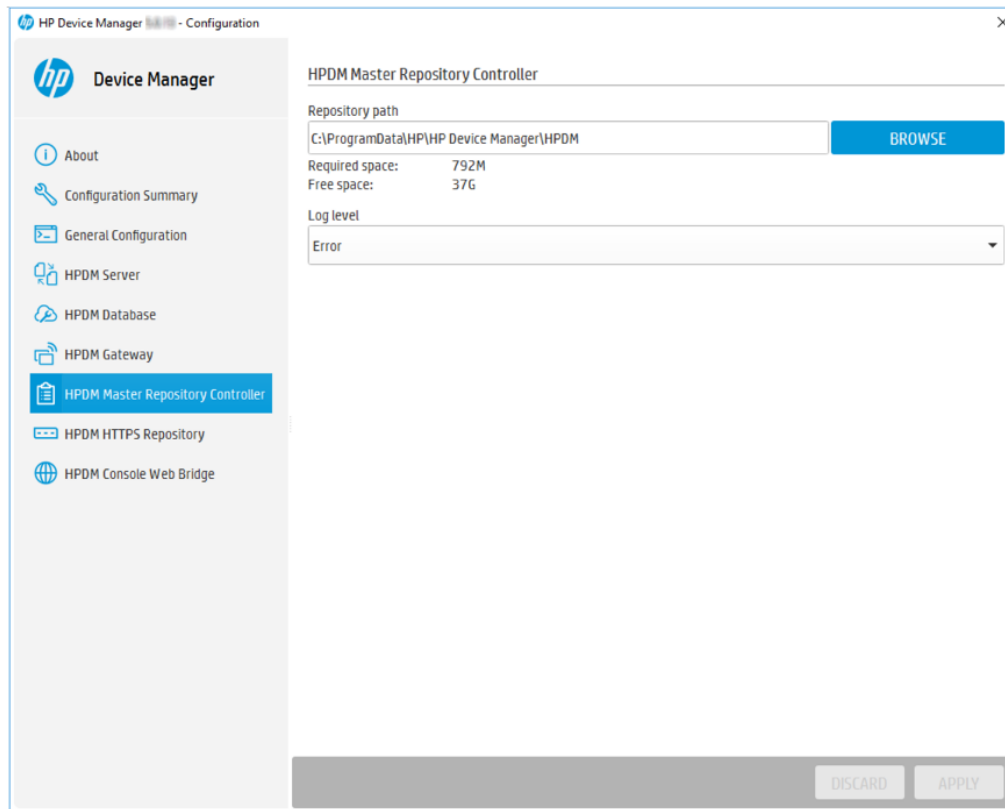 HP Device Manager - Configuration
hp
Device Manager
About
Configuration Summary
General Configuration
HPDM Server
HPDM Database
HPDM Gateway
HPDM Master Repository Controller
HPDM HTTPS Repository
HPDM Console Web Bridge
HPDM Master Repository Controller
Repository path
C:\ProgramData\HP\HP Device Manager\HPDM
BROWSE
Required space: 792M
Free space: 37G
Log level
Error
DISCARD
APPLY